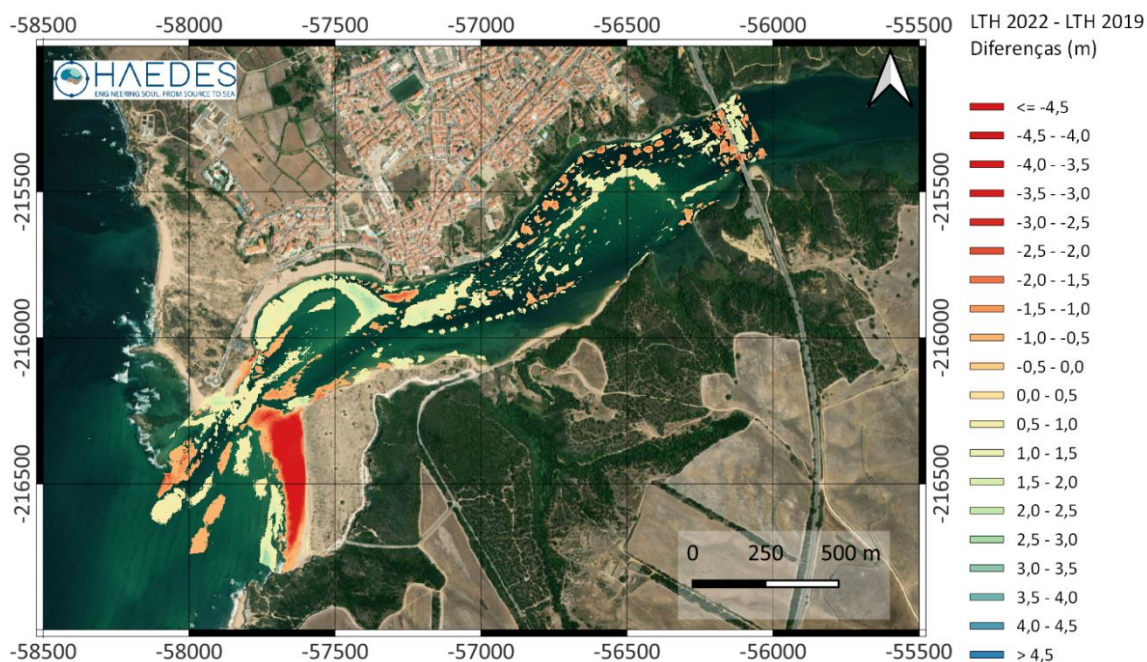 -58500 -58000 -57500 -57000 -56500 -56000 -55500
LTH 2022 - LTH 2019
Diferenças (m)
HAEDES
ENGINEERING SOUL. FROM SOURCE TO SEA
<= -4,5
-4,5 - -4,0
-4,0 - -3,5
-3,5 - -3,0
-3,0 - -2,5
-2,5 - -2,0
-2,0 - -1,5
-1,5 - -1,0
-1,0 - -0,5
-0,5 - 0,0
0,0 - 0,5
0,5 - 1,0
1,0 - 1,5
1,5 - 2,0
2,0 - 2,5
2,5 - 3,0
3,0 - 3,5
3,5 - 4,0
4,0 - 4,5
> 4,5
-215500
-216000
-216500
-215500
-216000
-216500
0 250 500 m
-58500 -58000 -57500 -57000 -56500 -56000 -55500